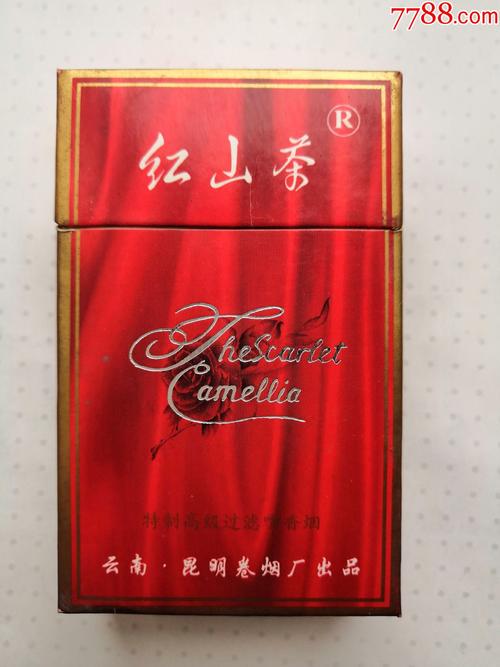 7788.com
红山茶®
The Scarlet
Camellia
特制高级过滤嘴香烟
云南·昆明卷烟厂出品